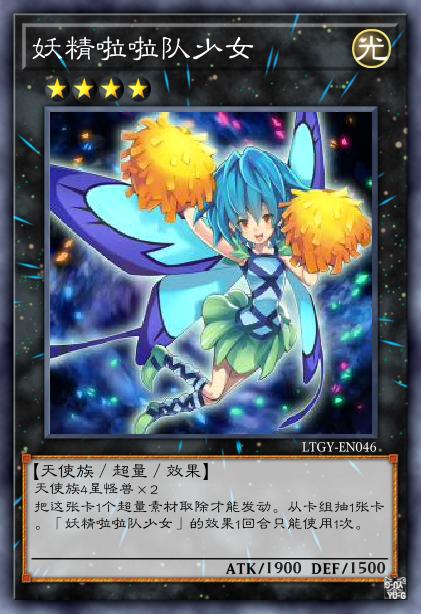 妖精啦啦队少女
光
LTGY-EN046
【天使族／超量／效果】
天使族4星怪兽×2
把这张卡1个超量素材取除才能发动。从卡组抽1张卡
。「妖精啦啦队少女」的效果1回合只能使用1次。
ATK/1900 DEF/1500